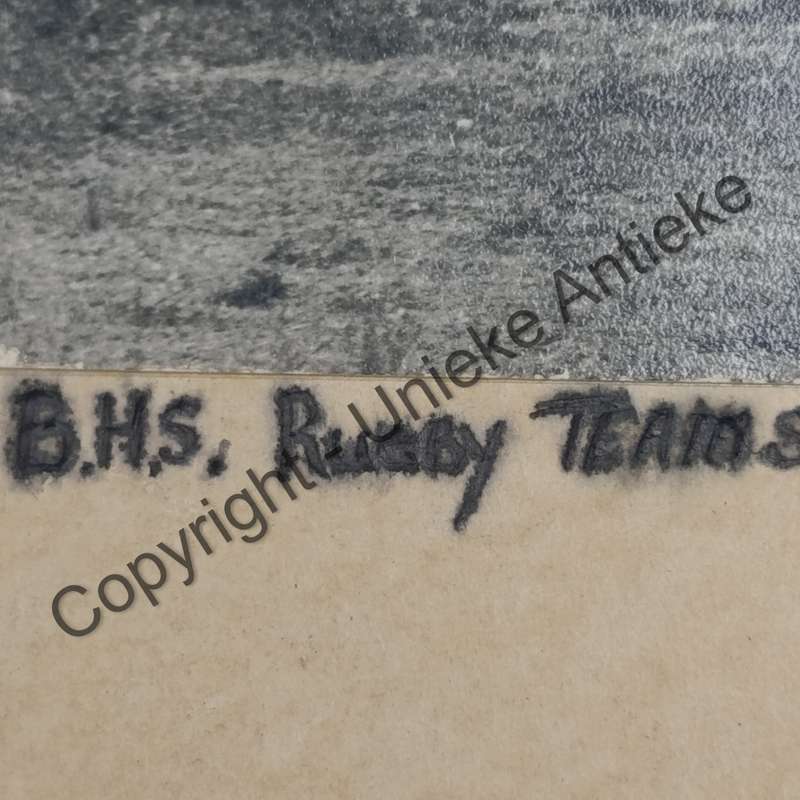 B.H.S. Rugby TEAMS
Copyright - Unieke Antieke